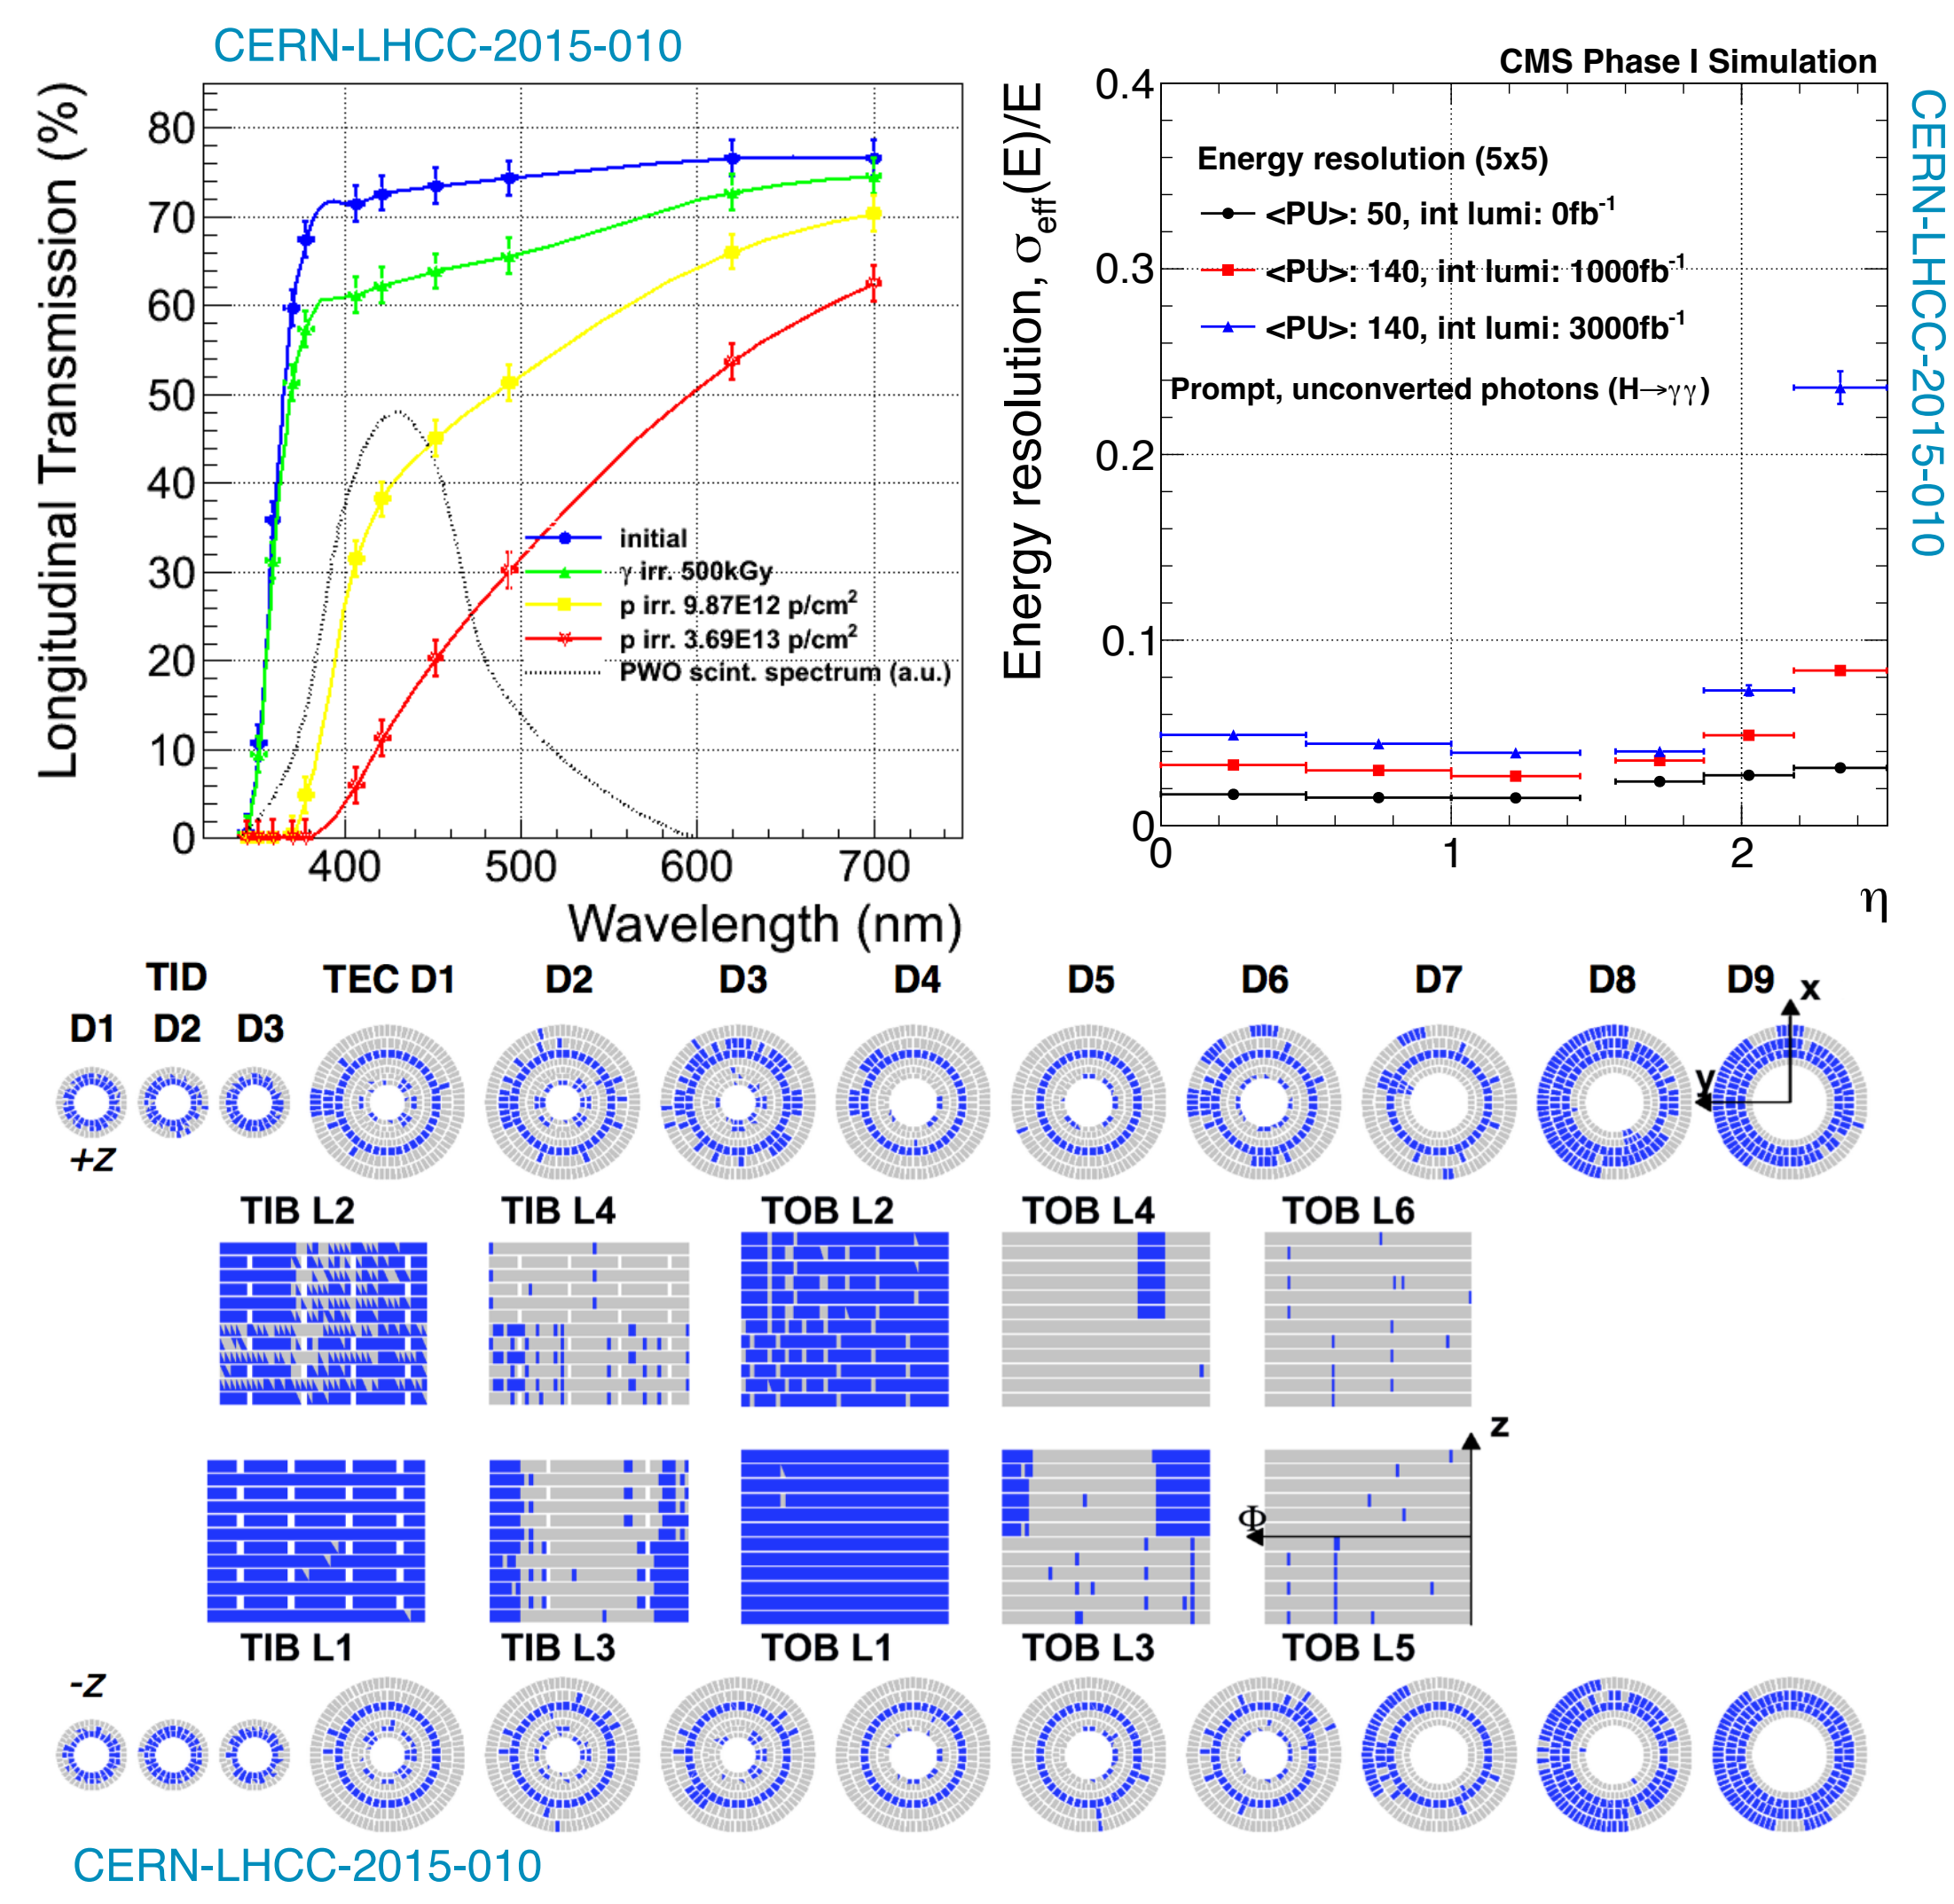 CERN-LHCC-2015-010
Longitudinal Transmission (%)
80
70
60
50
40
30
20
10
0
400 500 600 700
Wavelength (nm)
initial
γ irr. 500kGy
p irr. 9.87E12 p/cm²
p irr. 3.69E13 p/cm²
PWO scint. spectrum (a.u.)
CMS Phase I Simulation
CERN-LHCC-2015-010
Energy resolution, σeff(E)/E
0.4
0.3
0.2
0.1
0
0 1 2
η
Energy resolution (5x5)
<PU>: 50, int lumi: 0fb⁻¹
<PU>: 140, int lumi: 1000fb⁻¹
<PU>: 140, int lumi: 3000fb⁻¹
Prompt, unconverted photons (H→γγ)
TID TEC D1 D2 D3 D4 D5 D6 D7 D8 D9 x
D1 D2 D3
y
+z
TIB L2 TIB L4 TOB L2 TOB L4 TOB L6
z
Φ
TIB L1 TIB L3 TOB L1 TOB L3 TOB L5
-z
CERN-LHCC-2015-010